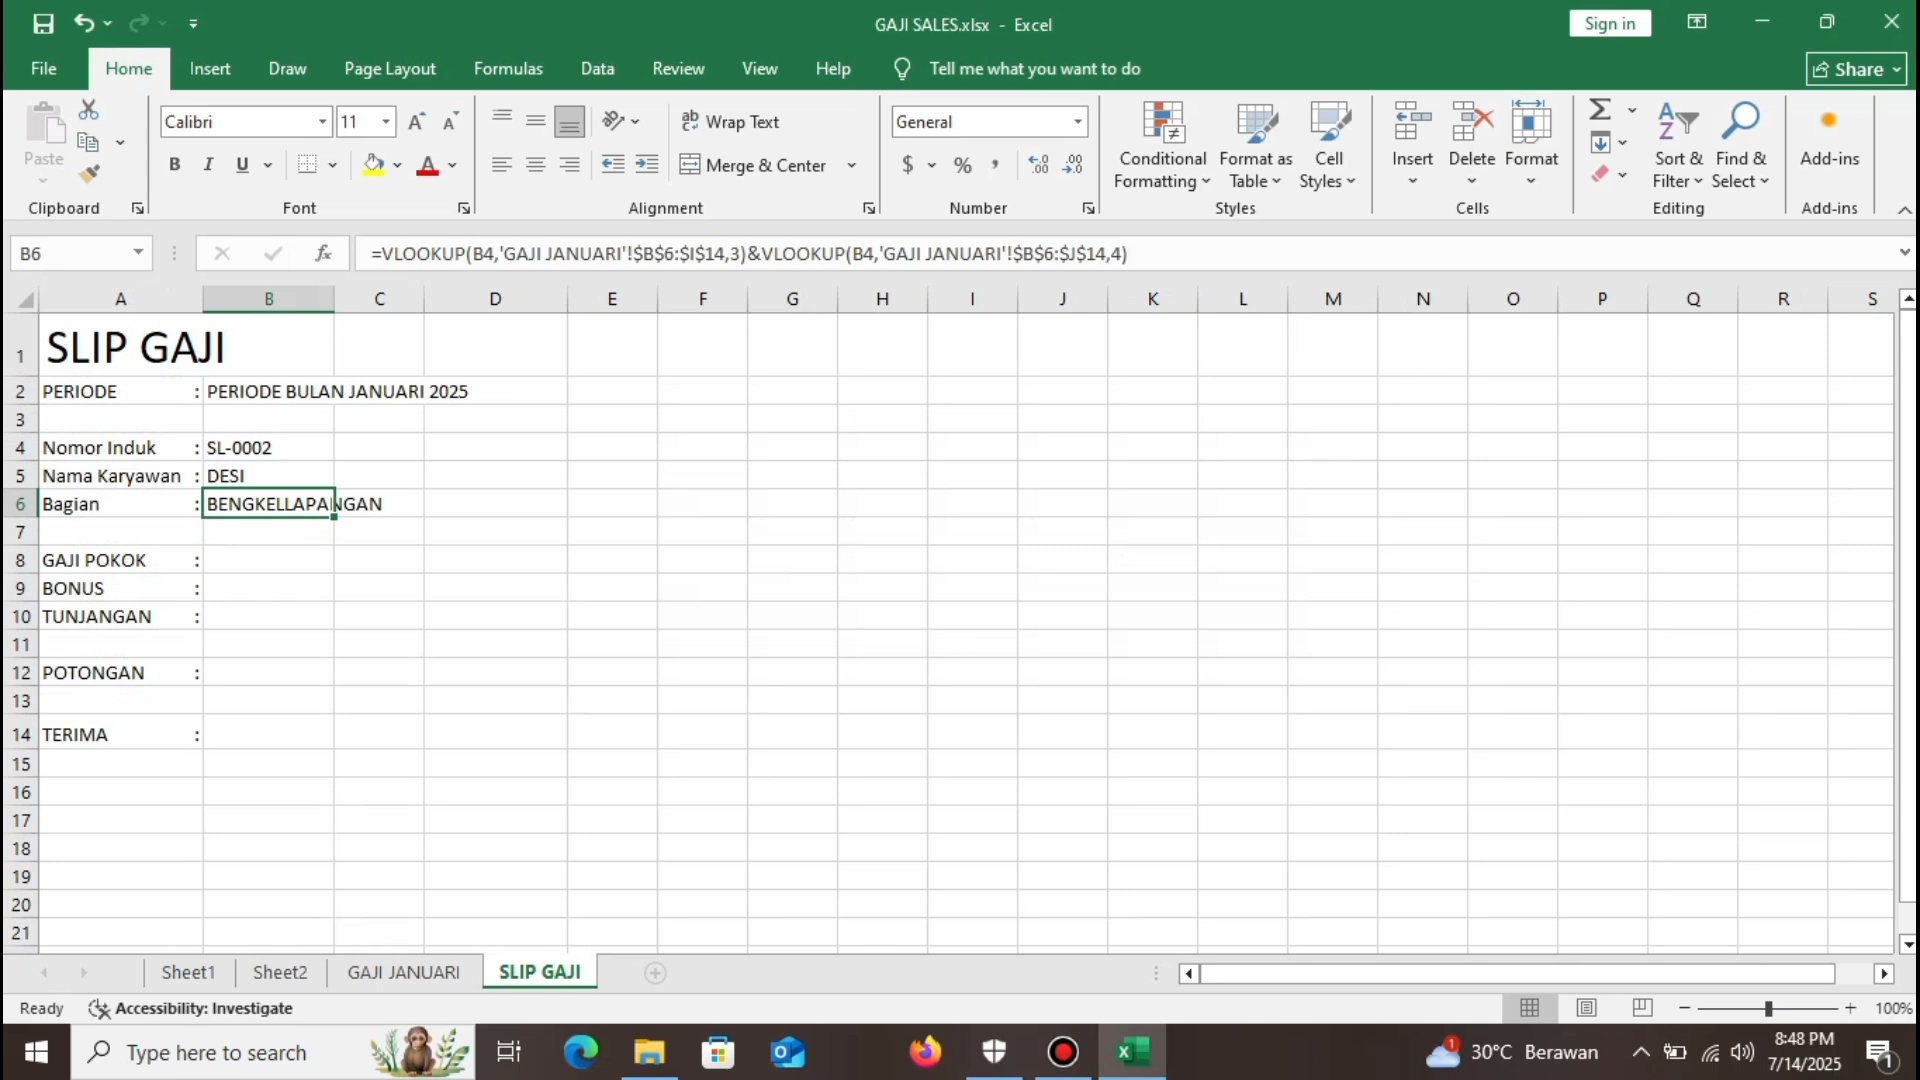 GAJI SALES.xlsx - Excel
Sign in
File Home Insert Draw Page Layout Formulas Data Review View Help Tell me what you want to do Share
Paste
Clipboard
Calibri 11
B I U A
Font
ab Wrap Text
Merge & Center
Alignment
General
$ % ,
Number
Conditional Formatting
Format as Table
Cell Styles
Styles
Insert Delete Format
Cells
Sort & Filter
Find & Select
Editing
Add-ins
Add-ins
B6 fx =VLOOKUP(B4,'GAJI JANUARI'!$B$6:$I$14,3)&VLOOKUP(B4,'GAJI JANUARI'!$B$6:$J$14,4)
A B C D E F G H I J K L M N O P Q R S
1 SLIP GAJI
2 PERIODE : PERIODE BULAN JANUARI 2025
3
4 Nomor Induk : SL-0002
5 Nama Karyawan : DESI
6 Bagian : BENGKELLAPANGAN
7
8 GAJI POKOK :
9 BONUS :
10 TUNJANGAN :
11
12 POTONGAN :
13
14 TERIMA :
15
16
17
18
19
20
21
Sheet1 Sheet2 GAJI JANUARI SLIP GAJI
Ready Accessibility: Investigate 100%
Type here to search
1 30°C Berawan
8:48 PM
7/14/2025
1